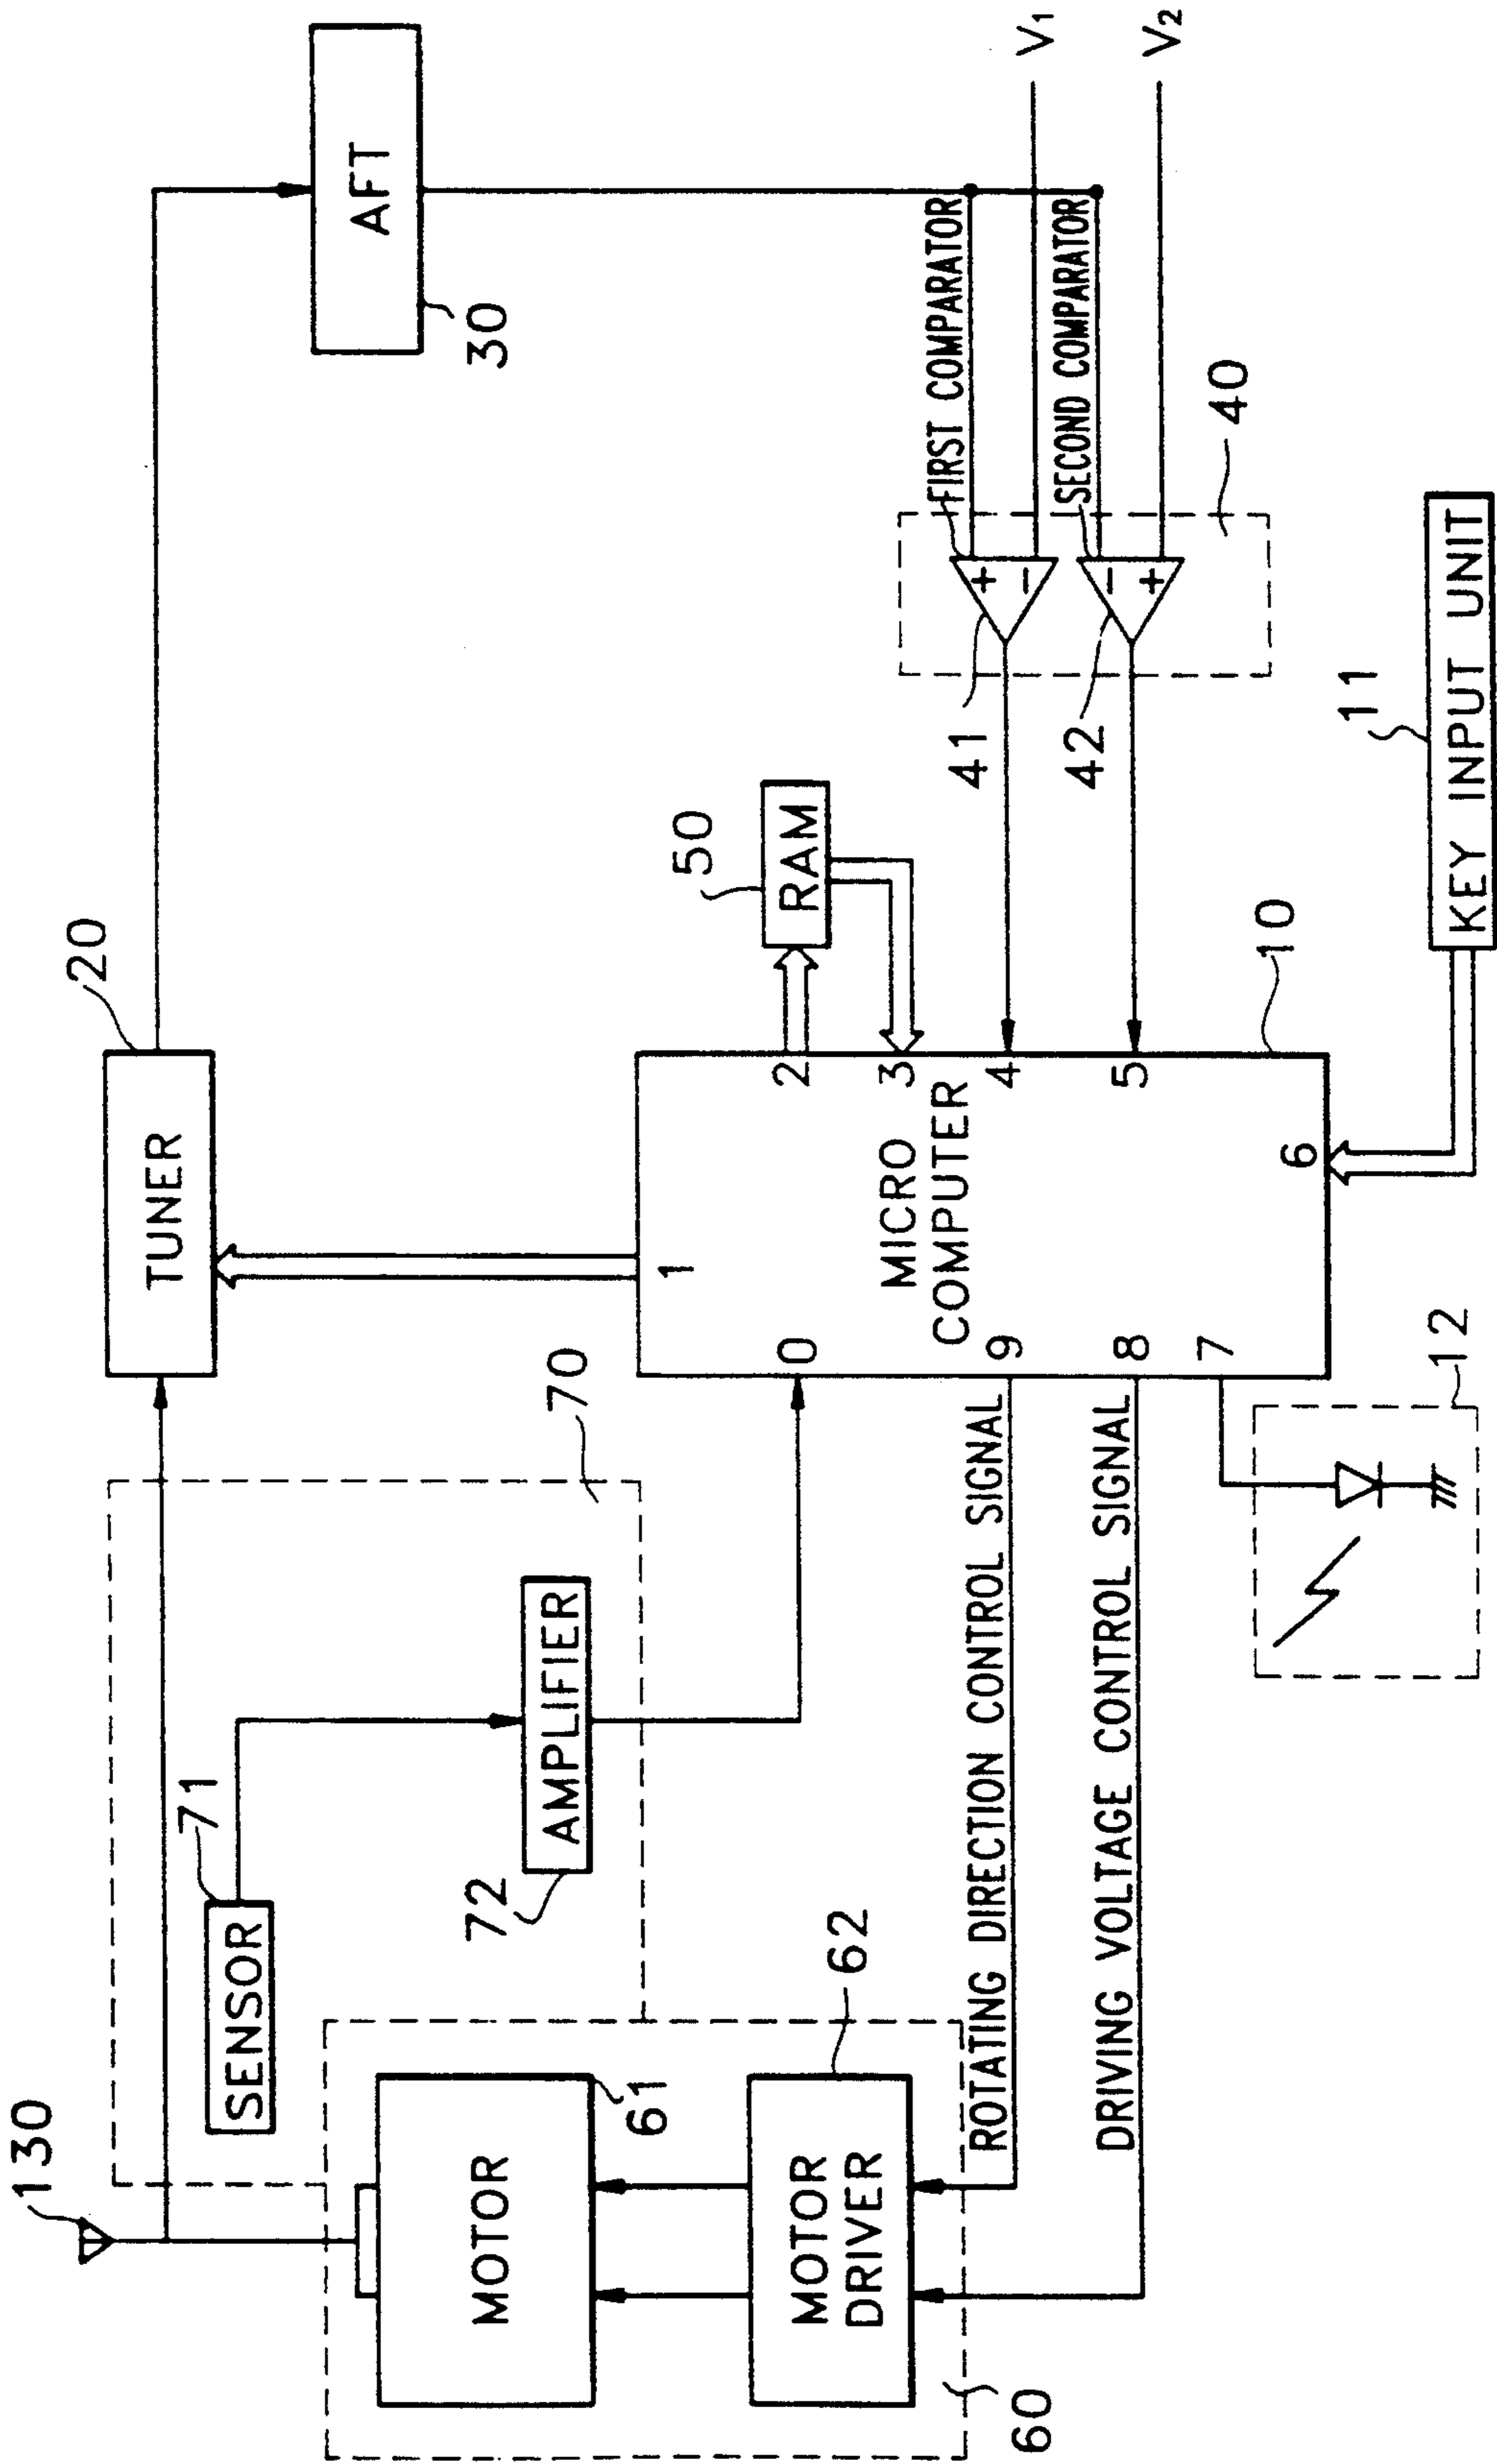 130
SENSOR
71
TUNER
20
AFT
30
70
AMPLIFIER
72
MOTOR
61
MOTOR
DRIVER
62
60
ROTATING DIRECTION CONTROL SIGNAL
DRIVING VOLTAGE CONTROL SIGNAL
MICRO
COMPUTER
10
0
1
2
3
4
5
6
7
8
9
RAM
50
FIRST COMPARATOR
SECOND COMPARATOR
+
−
−
+
41
42
40
V1
V2
12
KEY INPUT UNIT
11